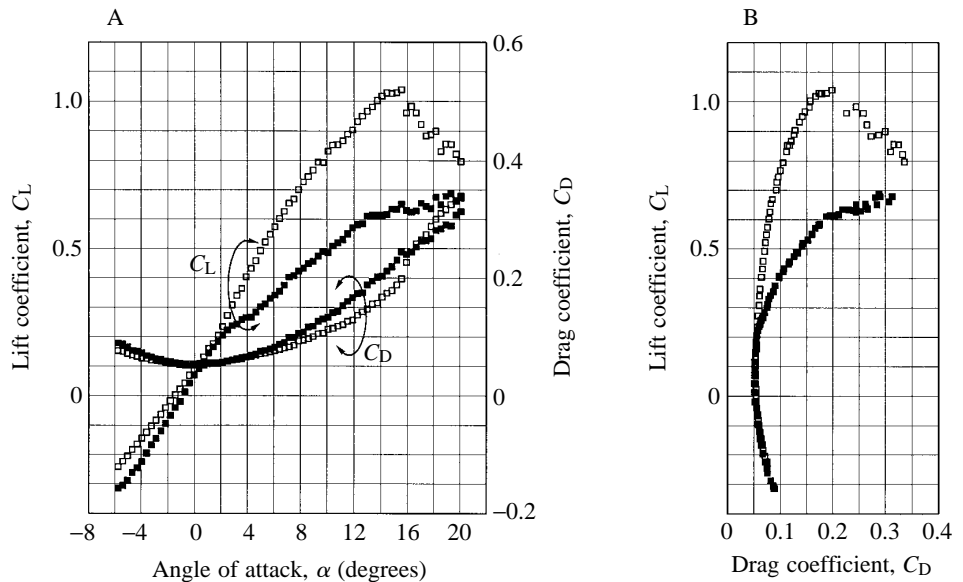 A
B
0.6
0.4
0.2
0
−0.2
1.0
0.5
0
Lift coefficient, CL
Drag coefficient, CD
CL
CD
−8
−4
0
4
8
12
16
20
Angle of attack, α (degrees)
1.0
0.5
0
Lift coefficient, CL
0
0.1
0.2
0.3
0.4
Drag coefficient, CD